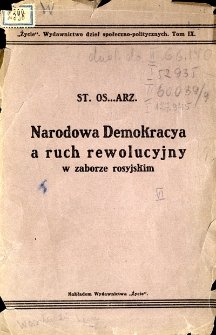 „Życie“. Wydawnictwo dzieł społeczno-politycznych. Tom IX.
ST. OS...ARZ.
Narodowa Demokracya
a ruch rewolucyjny
w zaborze rosyjskim
VI
Nakładem Wydawnictwa „Życie“.